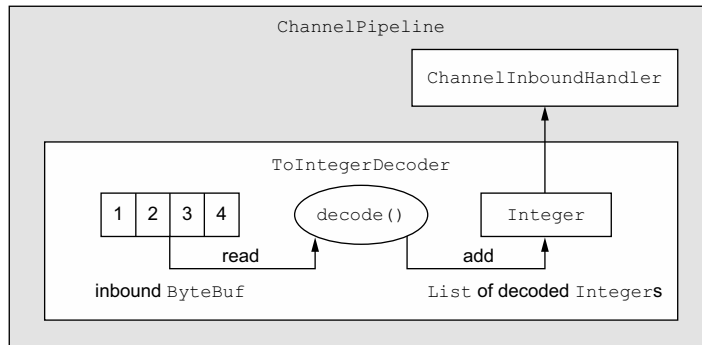 ChannelPipeline
ChannelInboundHandler
ToIntegerDecoder
1 2 3 4
decode()
Integer
read
add
inbound ByteBuf
List of decoded Integers